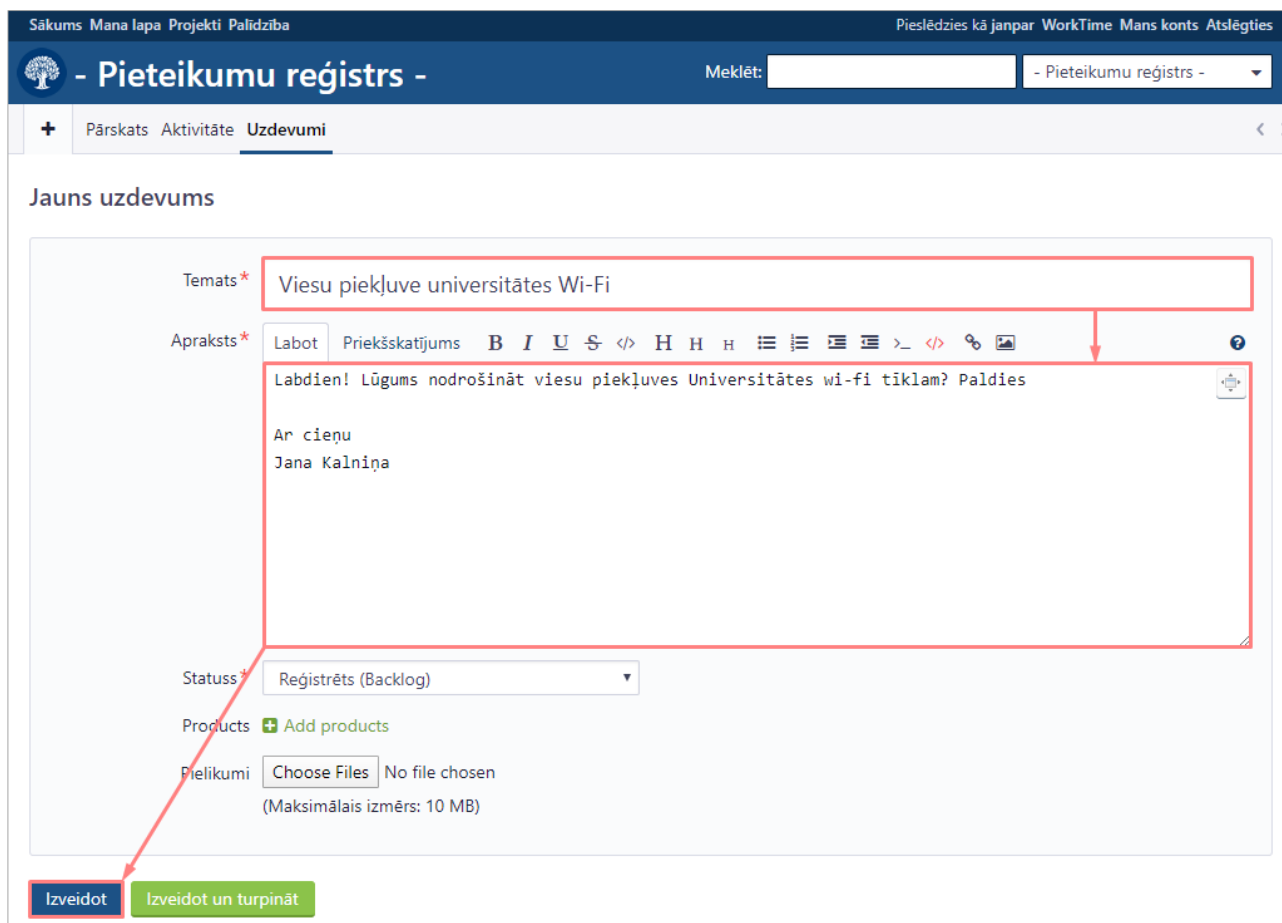 Sākums Mana lapa Projekti Palīdzība Pieslēdzies kā janpar WorkTime Mans konts Atslēgties
- Pieteikumu reģistrs - Meklēt: - Pieteikumu reģistrs -
+ Pārskats Aktivitāte Uzdevumi
Jauns uzdevums
Temats* Viesu piekļuve universitātes Wi-Fi
Apraksts* Labot Priekšskatījums B I U S </> H H H >_ </> ?
Labdien! Lūgums nodrošināt viesu piekļuves Universitātes wi-fi tīklam? Paldies
Ar cieņu
Jana Kalniņa
Statuss* Reģistrēts (Backlog)
Products Add products
Pielikumi Choose Files No file chosen
(Maksimālais izmērs: 10 MB)
Izveidot Izveidot un turpināt